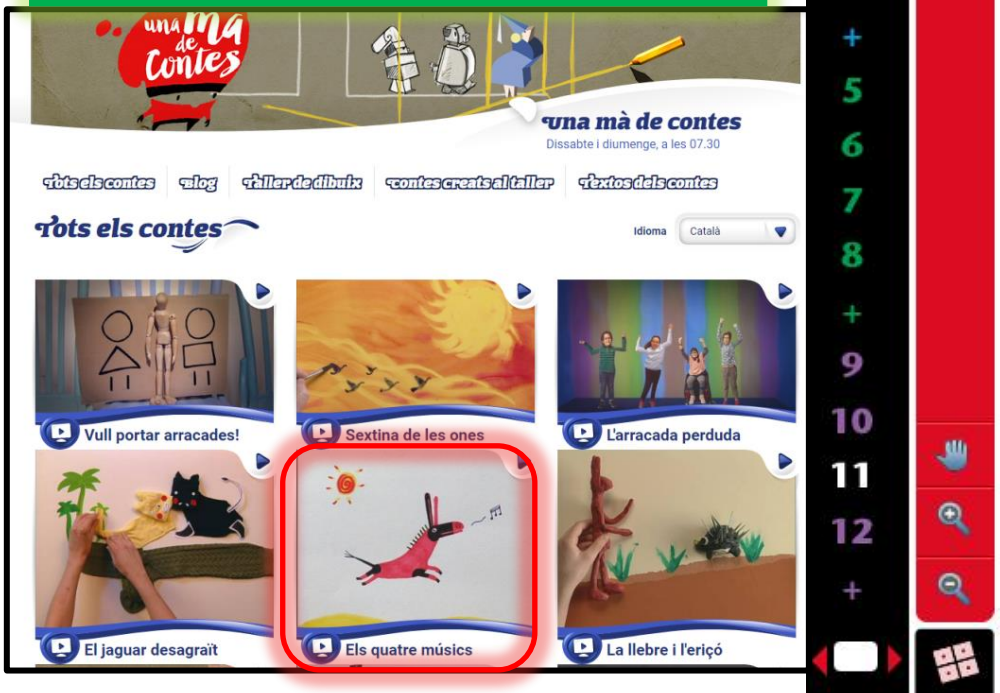 una mà
de
contes
una mà de contes
Dissabte i diumenge, a les 07.30
Tots els contes
Blog
Taller de dibuix
Contes creats al taller
Textos dels contes
Tots els contes
Idioma
Català
Vull portar arracades!
Sextina de les ones
L'arracada perduda
El jaguar desagraït
Els quatre músics
La llebre i l'eriçó
+
5
6
7
8
+
9
10
11
12
+